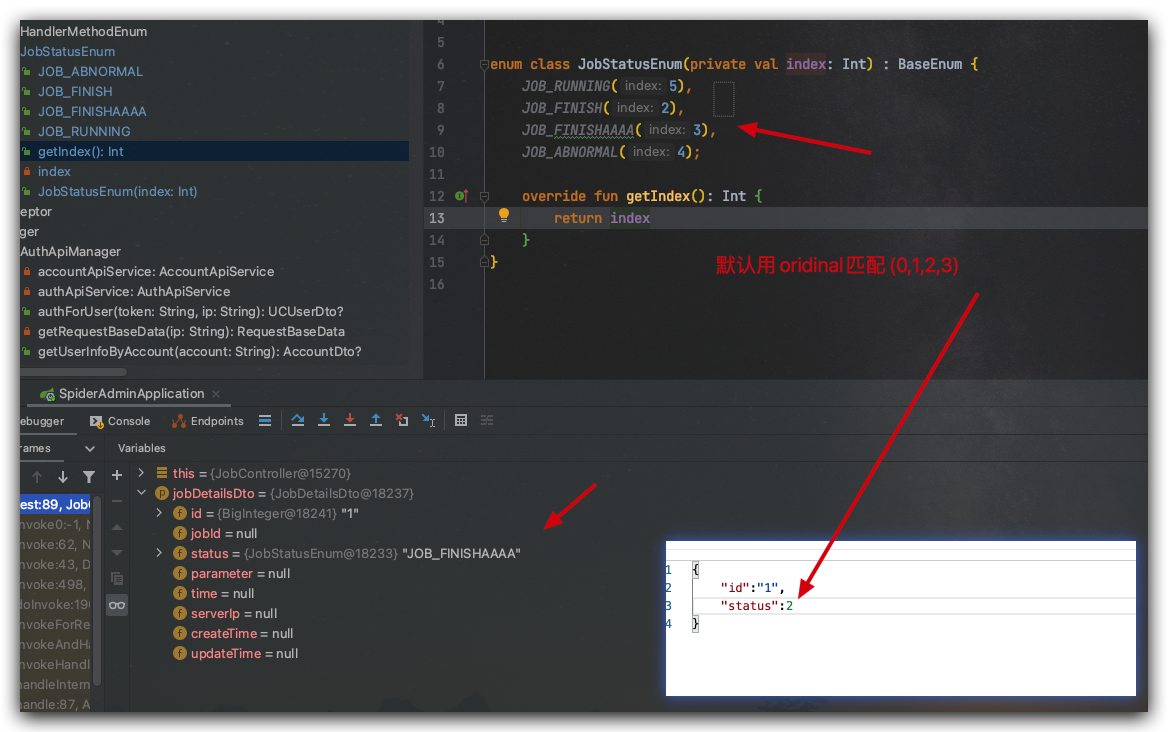 HandlerMethodEnum
JobStatusEnum
JOB_ABNORMAL
JOB_FINISH
JOB_FINISHAAAA
JOB_RUNNING
getIndex(): Int
index
JobStatusEnum(index: Int)
eptor
ger
AuthApiManager
accountApiService: AccountApiService
authApiService: AuthApiService
authForUser(token: String, ip: String): UCUserDto?
getRequestBaseData(ip: String): RequestBaseData
getUserInfoByAccount(account: String): AccountDto?
4
5
6 enum class JobStatusEnum(private val index: Int) : BaseEnum {
7 JOB_RUNNING( index: 5),
8 JOB_FINISH( index: 2),
9 JOB_FINISHAAAA( index: 3),
10 JOB_ABNORMAL( index: 4);
11
12 override fun getIndex(): Int {
13 return index
14 }
15 }
16
默认用 oridinal 匹配 (0,1,2,3)
SpiderAdminApplication
ebugger Console Endpoints
rames Variables
est:89, Job
nvoke0:-1, N
nvoke:62, N
nvoke:43, D
nvoke:498,
doInvoke:190
nvokeForRe
nvokeAndHa
nvokeHandl
handleIntern
handle:87, A
this = {JobController@15270}
jobDetailsDto = {JobDetailsDto@18237}
id = {BigInteger@18241} "1"
jobId = null
status = {JobStatusEnum@18233} "JOB_FINISHAAAA"
parameter = null
time = null
serverIp = null
createTime = null
updateTime = null
1 {
2 "id":"1",
3 "status":2
4 }